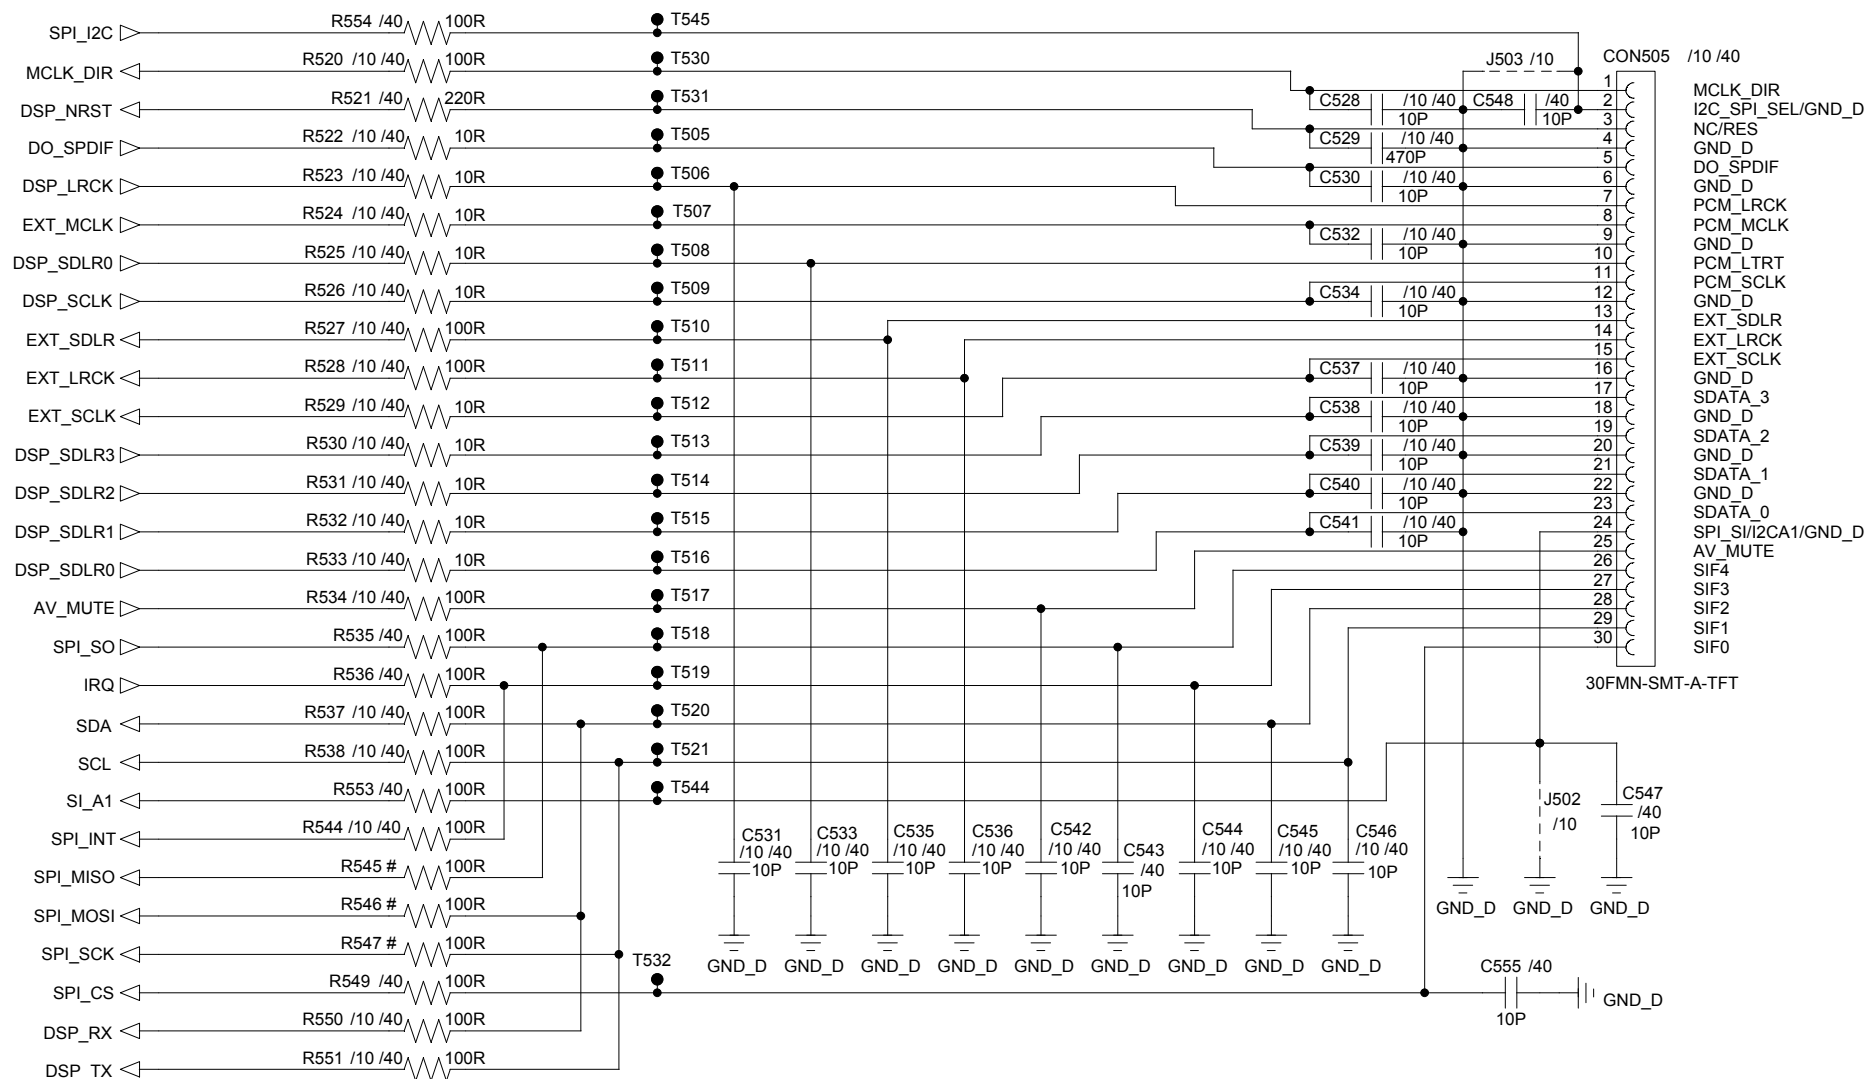 SPI_I2C R554 /40 100R T545
MCLK_DIR R520 /10 /40 100R T530
DSP_NRST R521 /40 220R T531
DO_SPDIF R522 /10 /40 10R T505
DSP_LRCK R523 /10 /40 10R T506
EXT_MCLK R524 /10 /40 10R T507
DSP_SDLR0 R525 /10 /40 10R T508
DSP_SCLK R526 /10 /40 10R T509
EXT_SDLR R527 /10 /40 100R T510
EXT_LRCK R528 /10 /40 100R T511
EXT_SCLK R529 /10 /40 10R T512
DSP_SDLR3 R530 /10 /40 10R T513
DSP_SDLR2 R531 /10 /40 10R T514
DSP_SDLR1 R532 /10 /40 10R T515
DSP_SDLR0 R533 /10 /40 10R T516
AV_MUTE R534 /10 /40 100R T517
SPI_SO R535 /40 100R T518
IRQ R536 /40 100R T519
SDA R537 /10 /40 100R T520
SCL R538 /10 /40 100R T521
SI_A1 R553 /40 100R T544
SPI_INT R544 /10 /40 100R
SPI_MISO R545 # 100R
SPI_MOSI R546 # 100R
SPI_SCK R547 # 100R
SPI_CS R549 /40 100R T532
DSP_RX R550 /10 /40 100R
DSP_TX R551 /10 /40 100R
C531 /10 /40 10P GND_D
C533 /10 /40 10P GND_D
C535 /10 /40 10P GND_D
C536 /10 /40 10P GND_D
C542 /10 /40 10P GND_D
C543 /40 10P GND_D
C544 /10 /40 10P GND_D
C545 /10 /40 10P GND_D
C546 /10 /40 10P GND_D
J503 /10
C528 /10 /40 10P
C548 /40 10P
C529 /10 /40 470P
C530 /10 /40 10P
C532 /10 /40 10P
C534 /10 /40 10P
C537 /10 /40 10P
C538 /10 /40 10P
C539 /10 /40 10P
C540 /10 /40 10P
C541 /10 /40 10P
CON505 /10 /40
1 MCLK_DIR
2 I2C_SPI_SEL/GND_D
3 NC/RES
4 GND_D
5 DO_SPDIF
6 GND_D
7 PCM_LRCK
8 PCM_MCLK
9 GND_D
10 PCM_LTRT
11 PCM_SCLK
12 GND_D
13 EXT_SDLR
14 EXT_LRCK
15 EXT_SCLK
16 GND_D
17 SDATA_3
18 GND_D
19 SDATA_2
20 GND_D
21 SDATA_1
22 GND_D
23 SDATA_0
24 SPI_SI/I2CA1/GND_D
25 AV_MUTE
26 SIF4
27 SIF3
28 SIF2
29 SIF1
30 SIF0
30FMN-SMT-A-TFT
J502 /10
C547 /40 10P
GND_D GND_D GND_D
C555 /40 10P GND_D